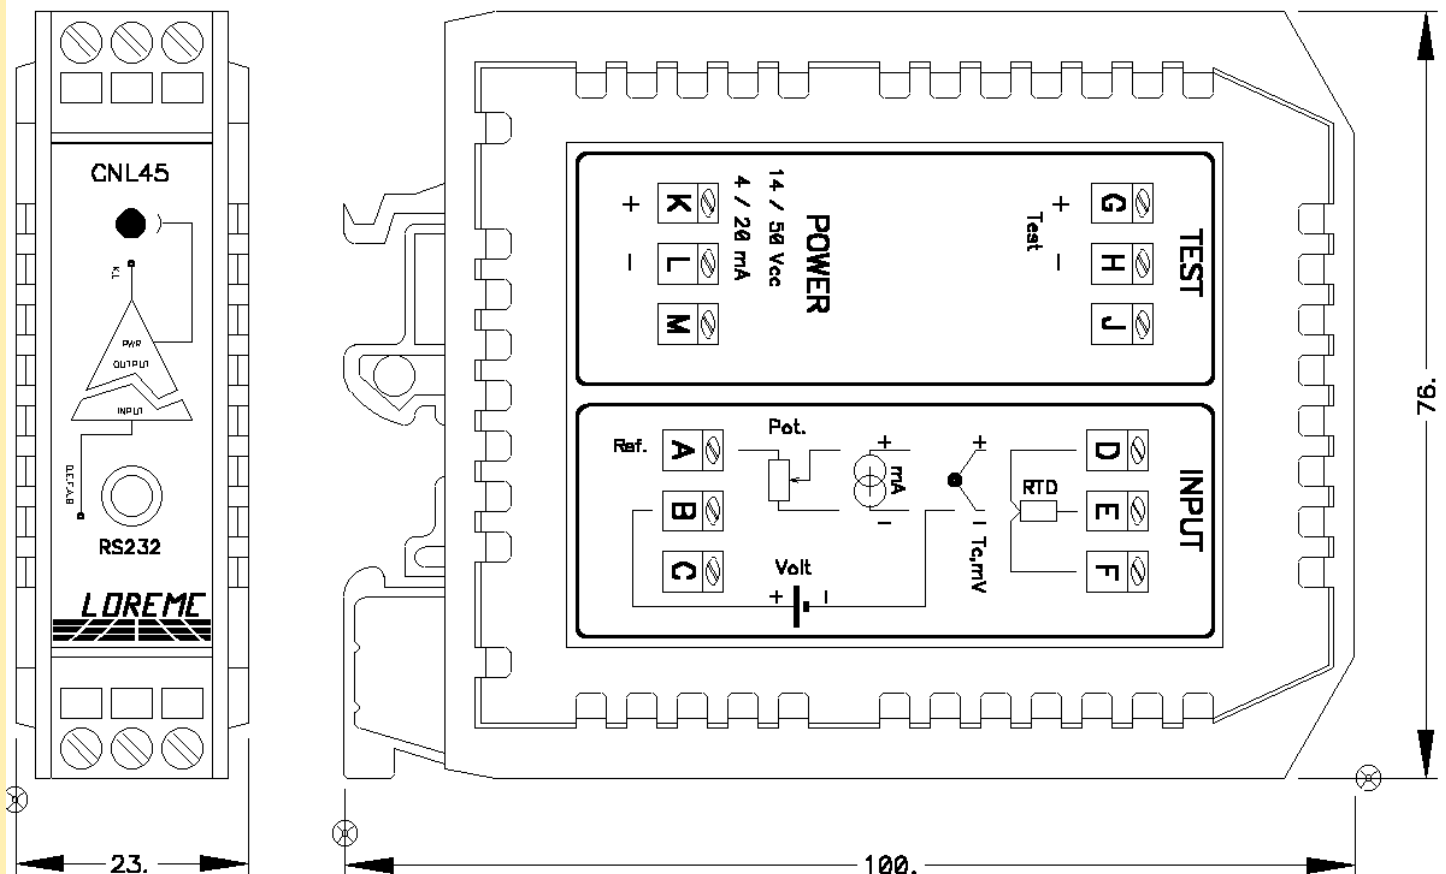 CNL45
K.L
PWR
OUTPUT
INPUT
RS232
LOREME
23.
TEST
G
H
J
+
Test
-
POWER
14 / 50 Vcc
4 / 20 mA
K
L
M
+
-
INPUT
D
E
F
RTD
+
- Tc,mV
+
mA
-
Pot.
Volt
+
-
Ref.
A
B
C
76.
100.